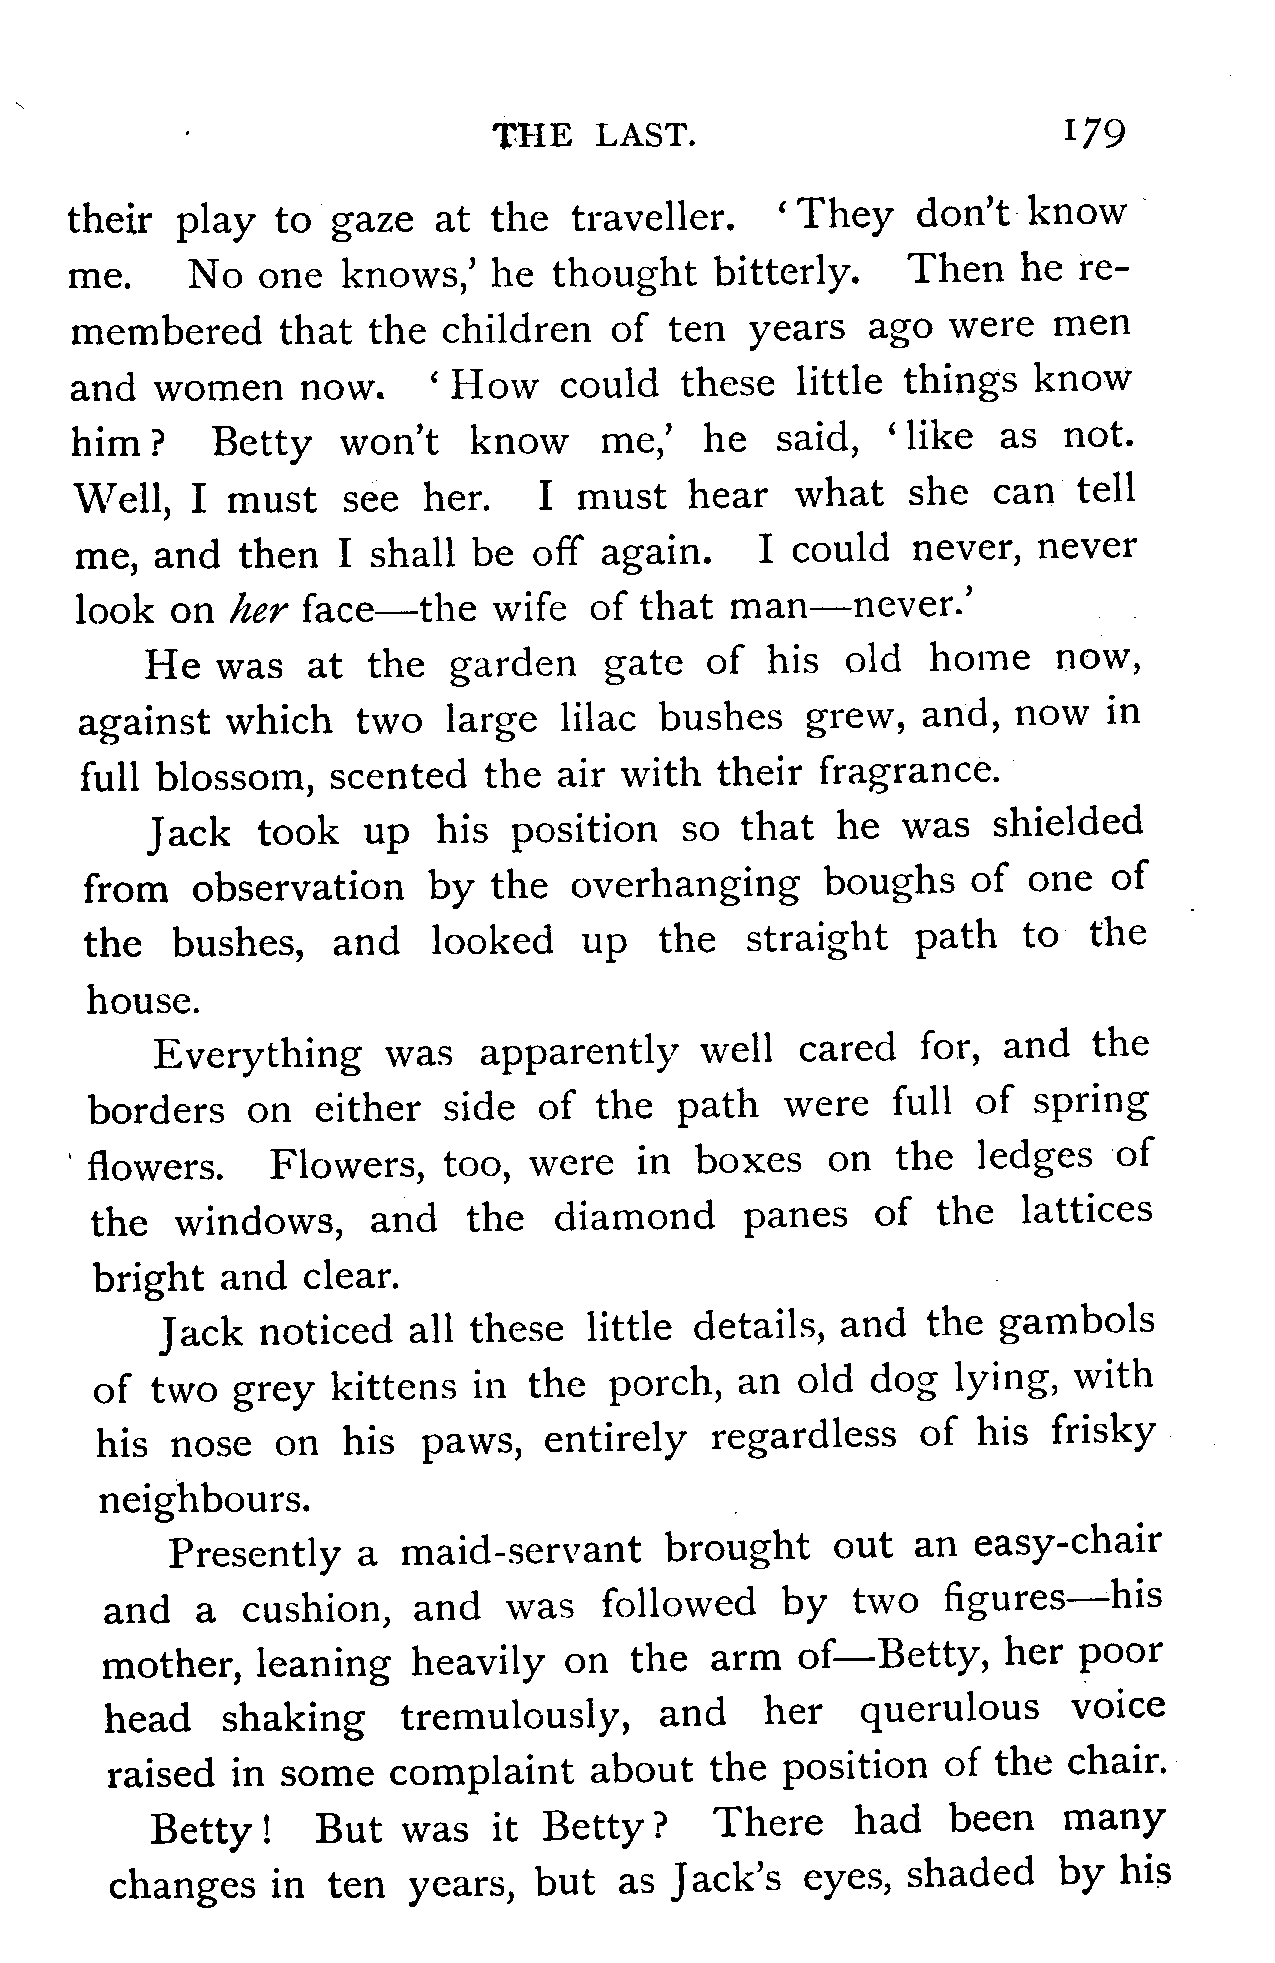 THE LAST. 179
their play to gaze at the traveller. ‘They don't know
me. No one knows,’ he thought bitterly. Then he re-
membered that the children of ten years ago were men
and women now. ‘How could these little things know
him? Betty won't know me,’ he said, ‘like as not.
Well, I must see her. I must hear what she can tell
me, and then I shall be off again. I could never, never
look on her face—the wife of that man—never.’
He was at the garden gate of his old home now,
against which two large lilac bushes grew, and, now in
full blossom, scented the air with their fragrance.
Jack took up his position so that he was shielded
from observation by the overhanging boughs of one of
the bushes, and looked up the straight path to the
house.
Everything was apparently well cared for, and the
borders on either side of the path were full of spring
flowers. Flowers, too, were in boxes on the ledges of
the windows, and the diamond panes of the lattices
bright and clear.
Jack noticed all these little details, and the gambols
of two grey kittens in the porch, an old dog lying, with
his nose on his paws, entirely regardless of his frisky
neighbours.
Presently a maid-servant brought out an easy-chair
and a cushion, and was followed by two figures—his
mother, leaning heavily on the arm of—Betty, her poor
head shaking tremulously, and her querulous voice
raised in some complaint about the position of the chair.
Betty! But was it Betty? There had been many
changes in ten years, but as Jack's eyes, shaded by his